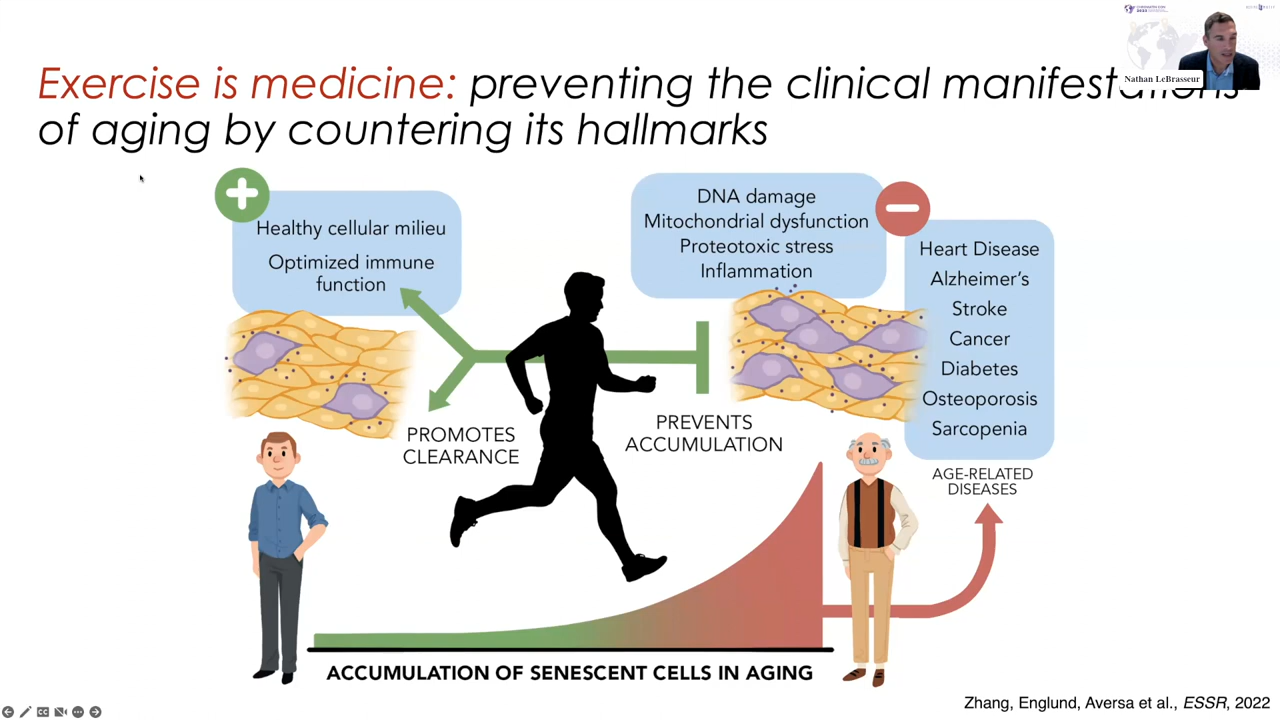 Nathan LeBrasseur
Exercise is medicine: preventing the clinical manifestations
of aging by countering its hallmarks
Healthy cellular milieu
Optimized immune
function
DNA damage
Mitochondrial dysfunction
Proteotoxic stress
Inflammation
Heart Disease
Alzheimer's
Stroke
Cancer
Diabetes
Osteoporosis
Sarcopenia
PROMOTES
CLEARANCE
PREVENTS
ACCUMULATION
AGE-RELATED
DISEASES
ACCUMULATION OF SENESCENT CELLS IN AGING
Zhang, Englund, Aversa et al., ESSR, 2022
CC